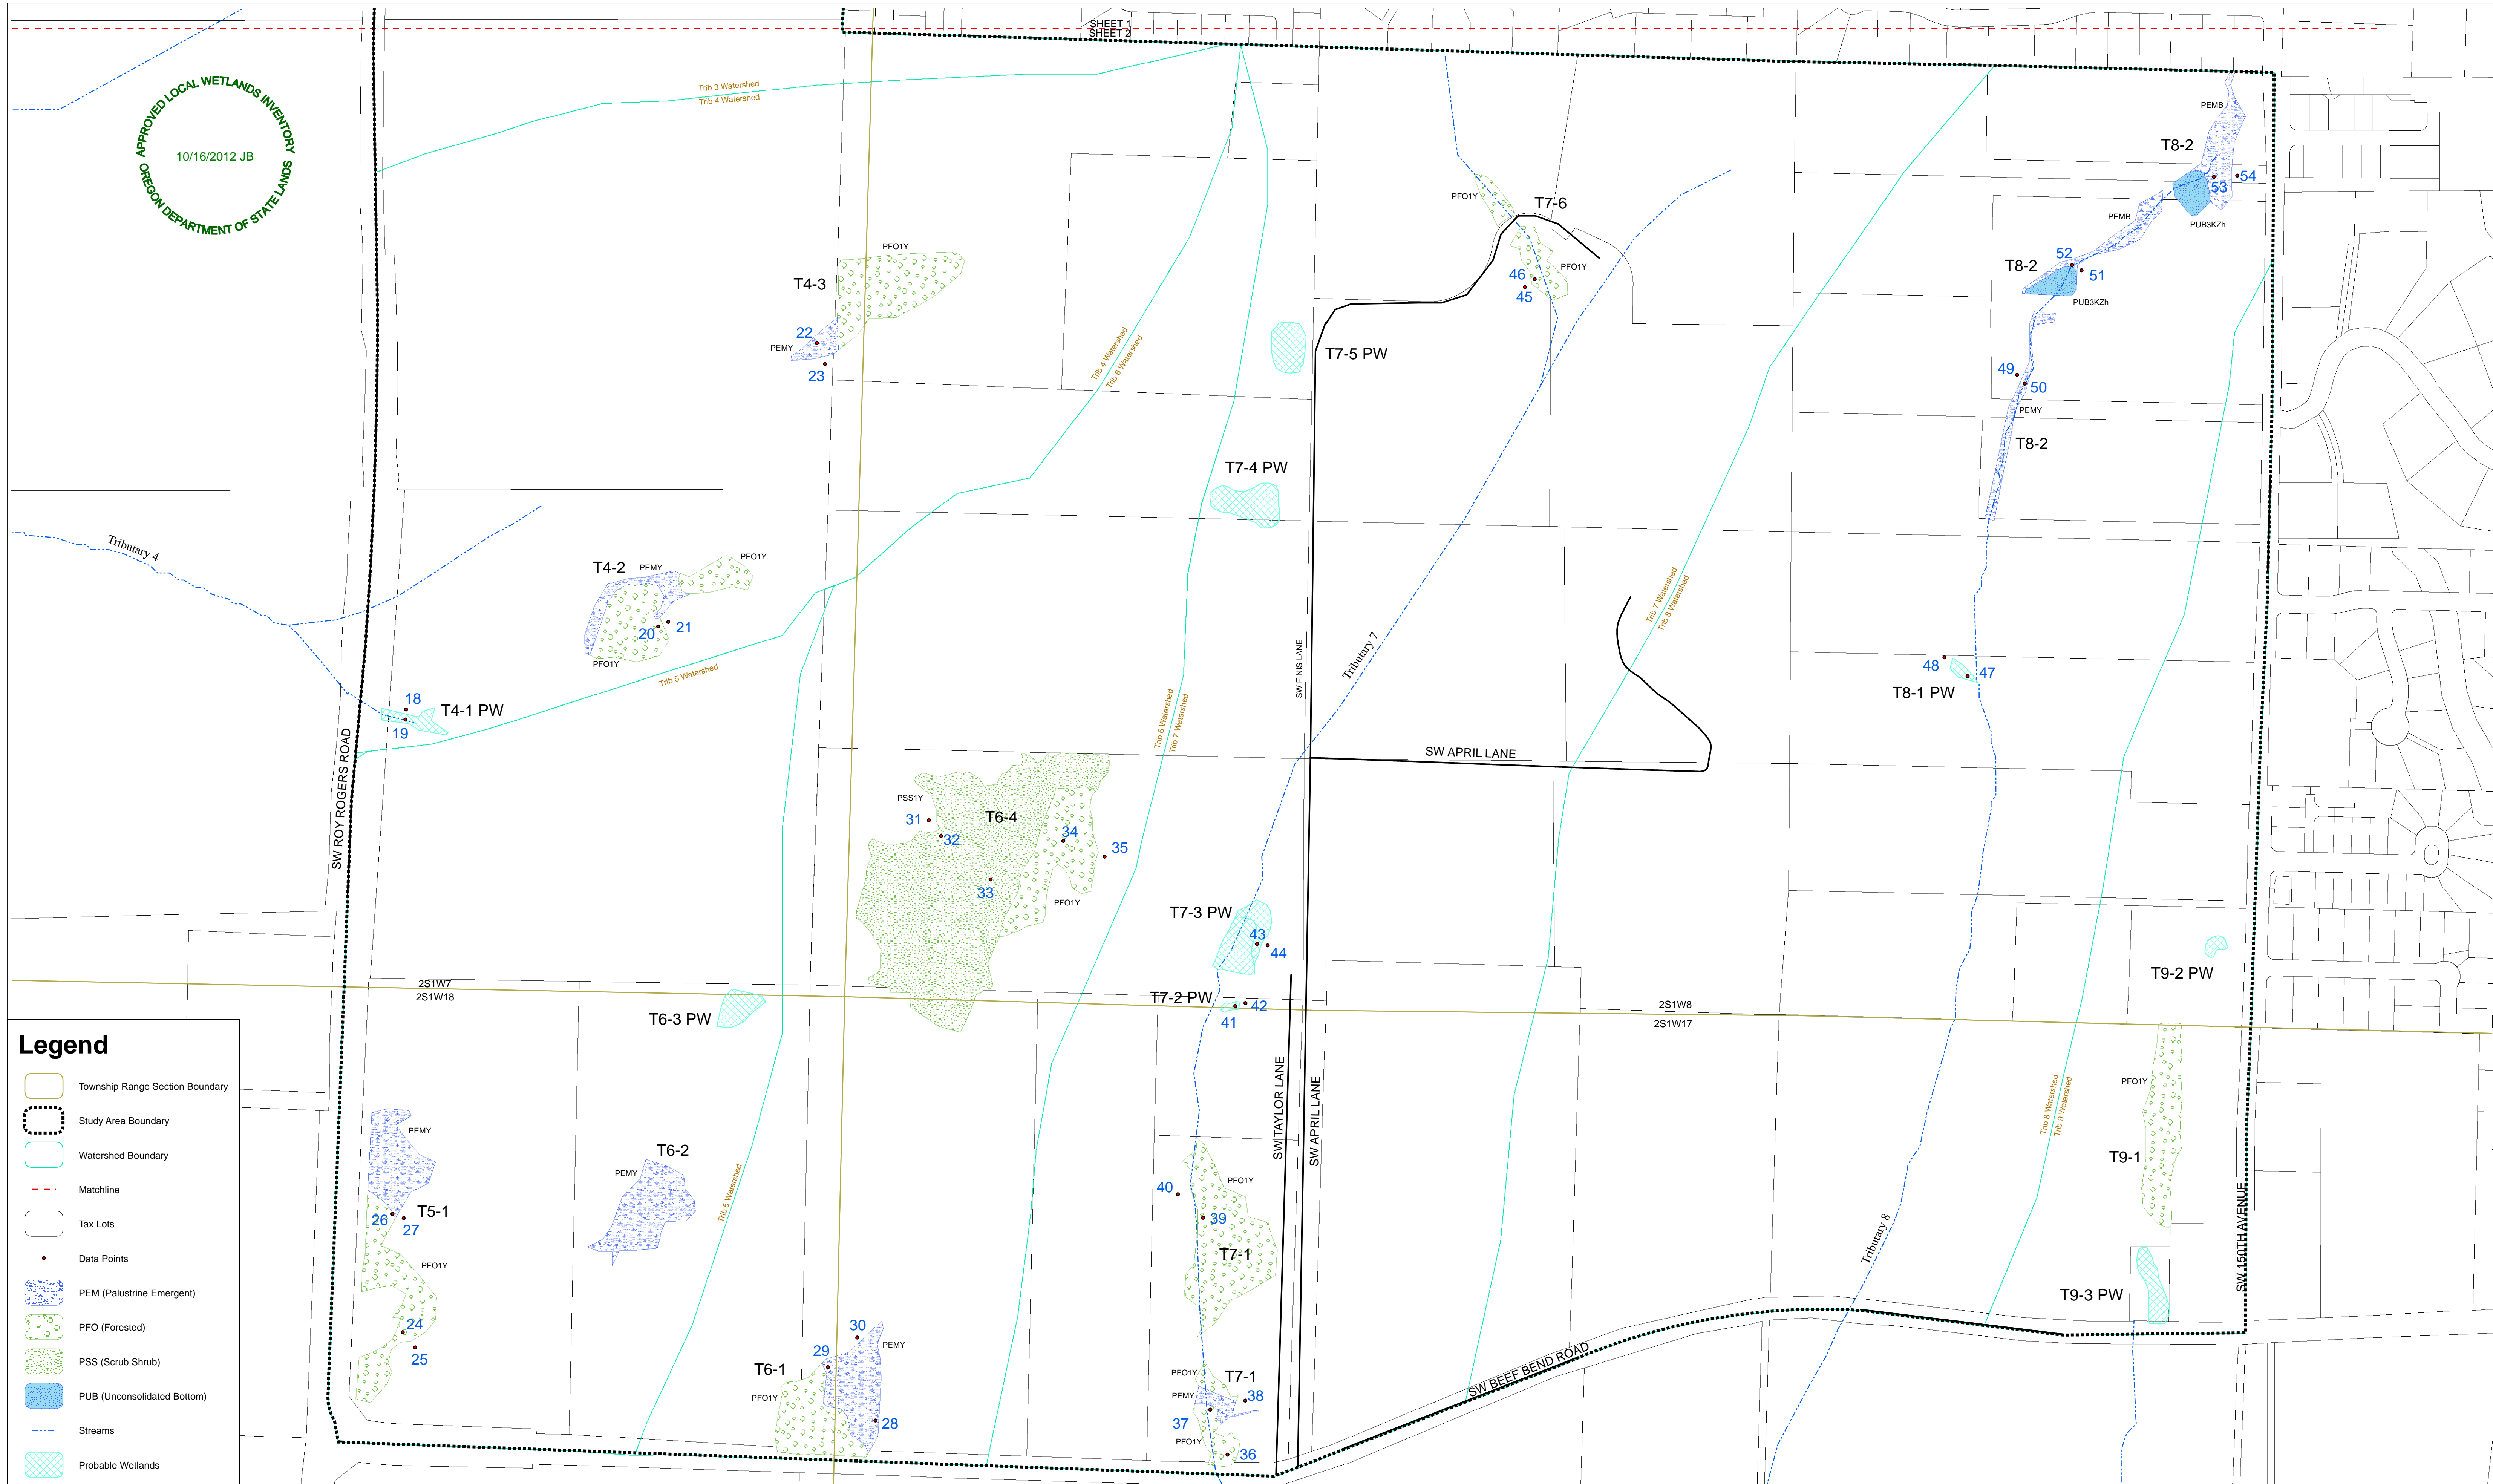 SHEET 1
SHEET 2
APPROVED LOCAL WETLANDS INVENTORY
10/16/2012 JB
OREGON DEPARTMENT OF STATE LANDS
Trib 3 Watershed
Trib 4 Watershed
PEMB
T8-2
54
53
PUB3KZh
PEMB
PFO1Y
T7-6
PFO1Y
46
45
52
51
T8-2
PUB3KZh
PFO1Y
T4-3
22
PEMY
23
Trib 4 Watershed
Trib 6 Watershed
T7-5 PW
49
50
PEMY
T8-2
T7-4 PW
Tributary 4
T4-2
PEMY
PFO1Y
20
21
PFO1Y
Trib 5 Watershed
Trib 7 Watershed
Trib 8 Watershed
SW FINIS LANE
Tributary 7
48
47
T8-1 PW
18
T4-1 PW
19
Trib 6 Watershed
Trib 7 Watershed
SW APRIL LANE
SW ROY ROGERS ROAD
PSS1Y
31
T6-4
32
34
35
33
PFO1Y
T7-3 PW
43
44
T9-2 PW
2S1W7
2S1W18
T6-3 PW
T7-2 PW
42
41
2S1W8
2S1W17
PFO1Y
T9-1
Trib 8 Watershed
Trib 9 Watershed
SW TAYLOR LANE
SW APRIL LANE
PEMY
T6-2
PEMY
Trib 5 Watershed
26
27
T5-1
PFO1Y
24
25
40
PFO1Y
39
T7-1
Tributary 8
SW 150TH AVENUE
T9-3 PW
30
29
PEMY
T6-1
PFO1Y
28
PFO1Y
T7-1
PEMY
38
37
PFO1Y
36
SW BEEF BEND ROAD
Legend
Township Range Section Boundary
Study Area Boundary
Watershed Boundary
Matchline
Tax Lots
Data Points
PEM (Palustrine Emergent)
PFO (Forested)
PSS (Scrub Shrub)
PUB (Unconsolidated Bottom)
Streams
Probable Wetlands